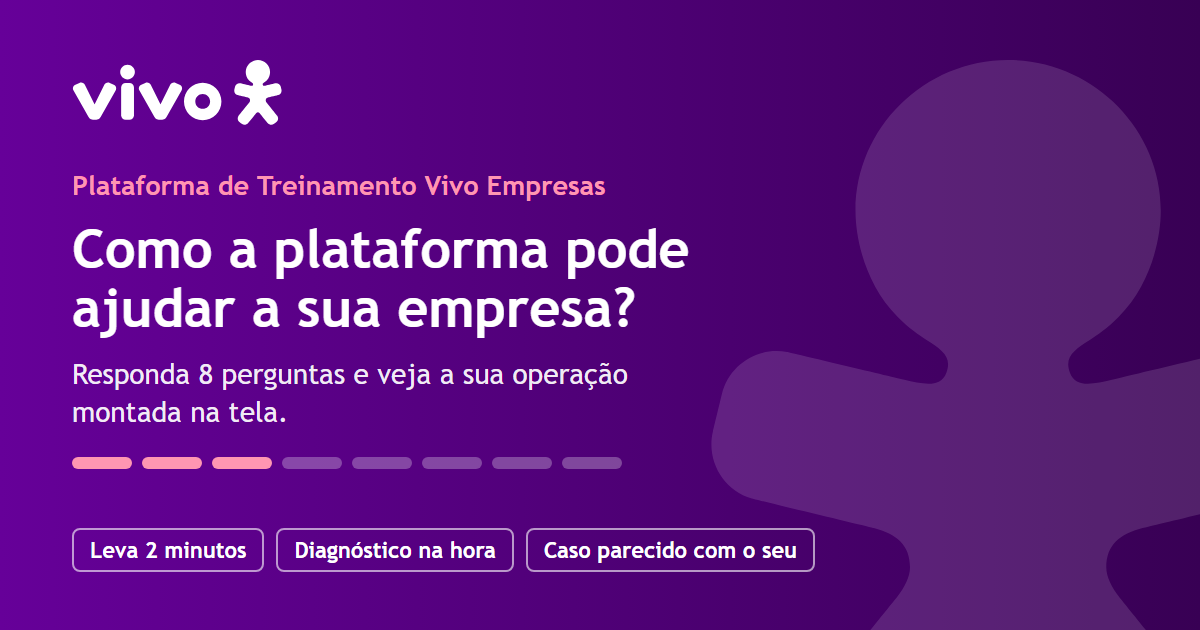 vivo
Plataforma de Treinamento Vivo Empresas
Como a plataforma pode
ajudar a sua empresa?
Responda 8 perguntas e veja a sua operação
montada na tela.
Leva 2 minutos
Diagnóstico na hora
Caso parecido com o seu